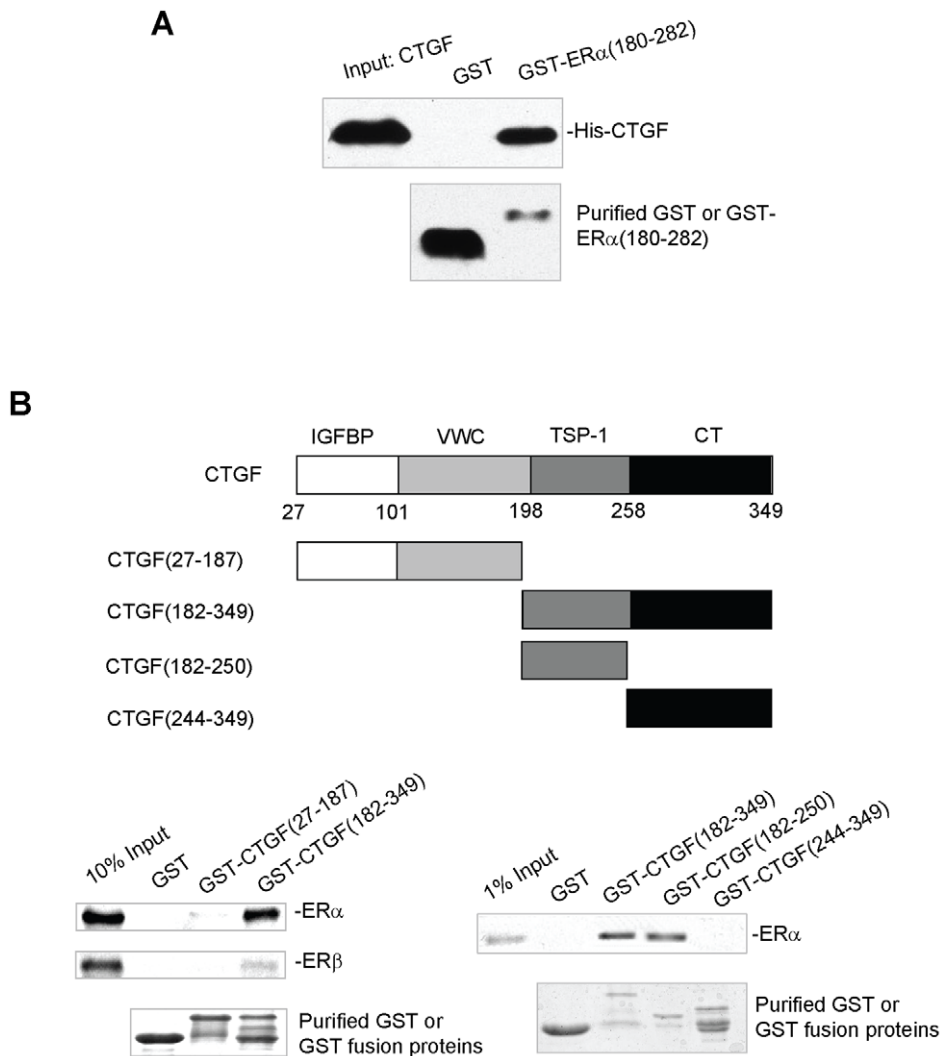 A
Input: CTGF
GST
GST-ERα(180-282)
-His-CTGF
Purified GST or GST-
ERα(180-282)
B
IGFBP
VWC
TSP-1
CT
CTGF
27
101
198
258
349
CTGF(27-187)
CTGF(182-349)
CTGF(182-250)
CTGF(244-349)
10% Input
GST
GST-CTGF(27-187)
GST-CTGF(182-349)
-ERα
-ERβ
Purified GST or
GST fusion proteins
1% Input
GST
GST-CTGF(182-349)
GST-CTGF(182-250)
GST-CTGF(244-349)
-ERα
Purified GST or
GST fusion proteins